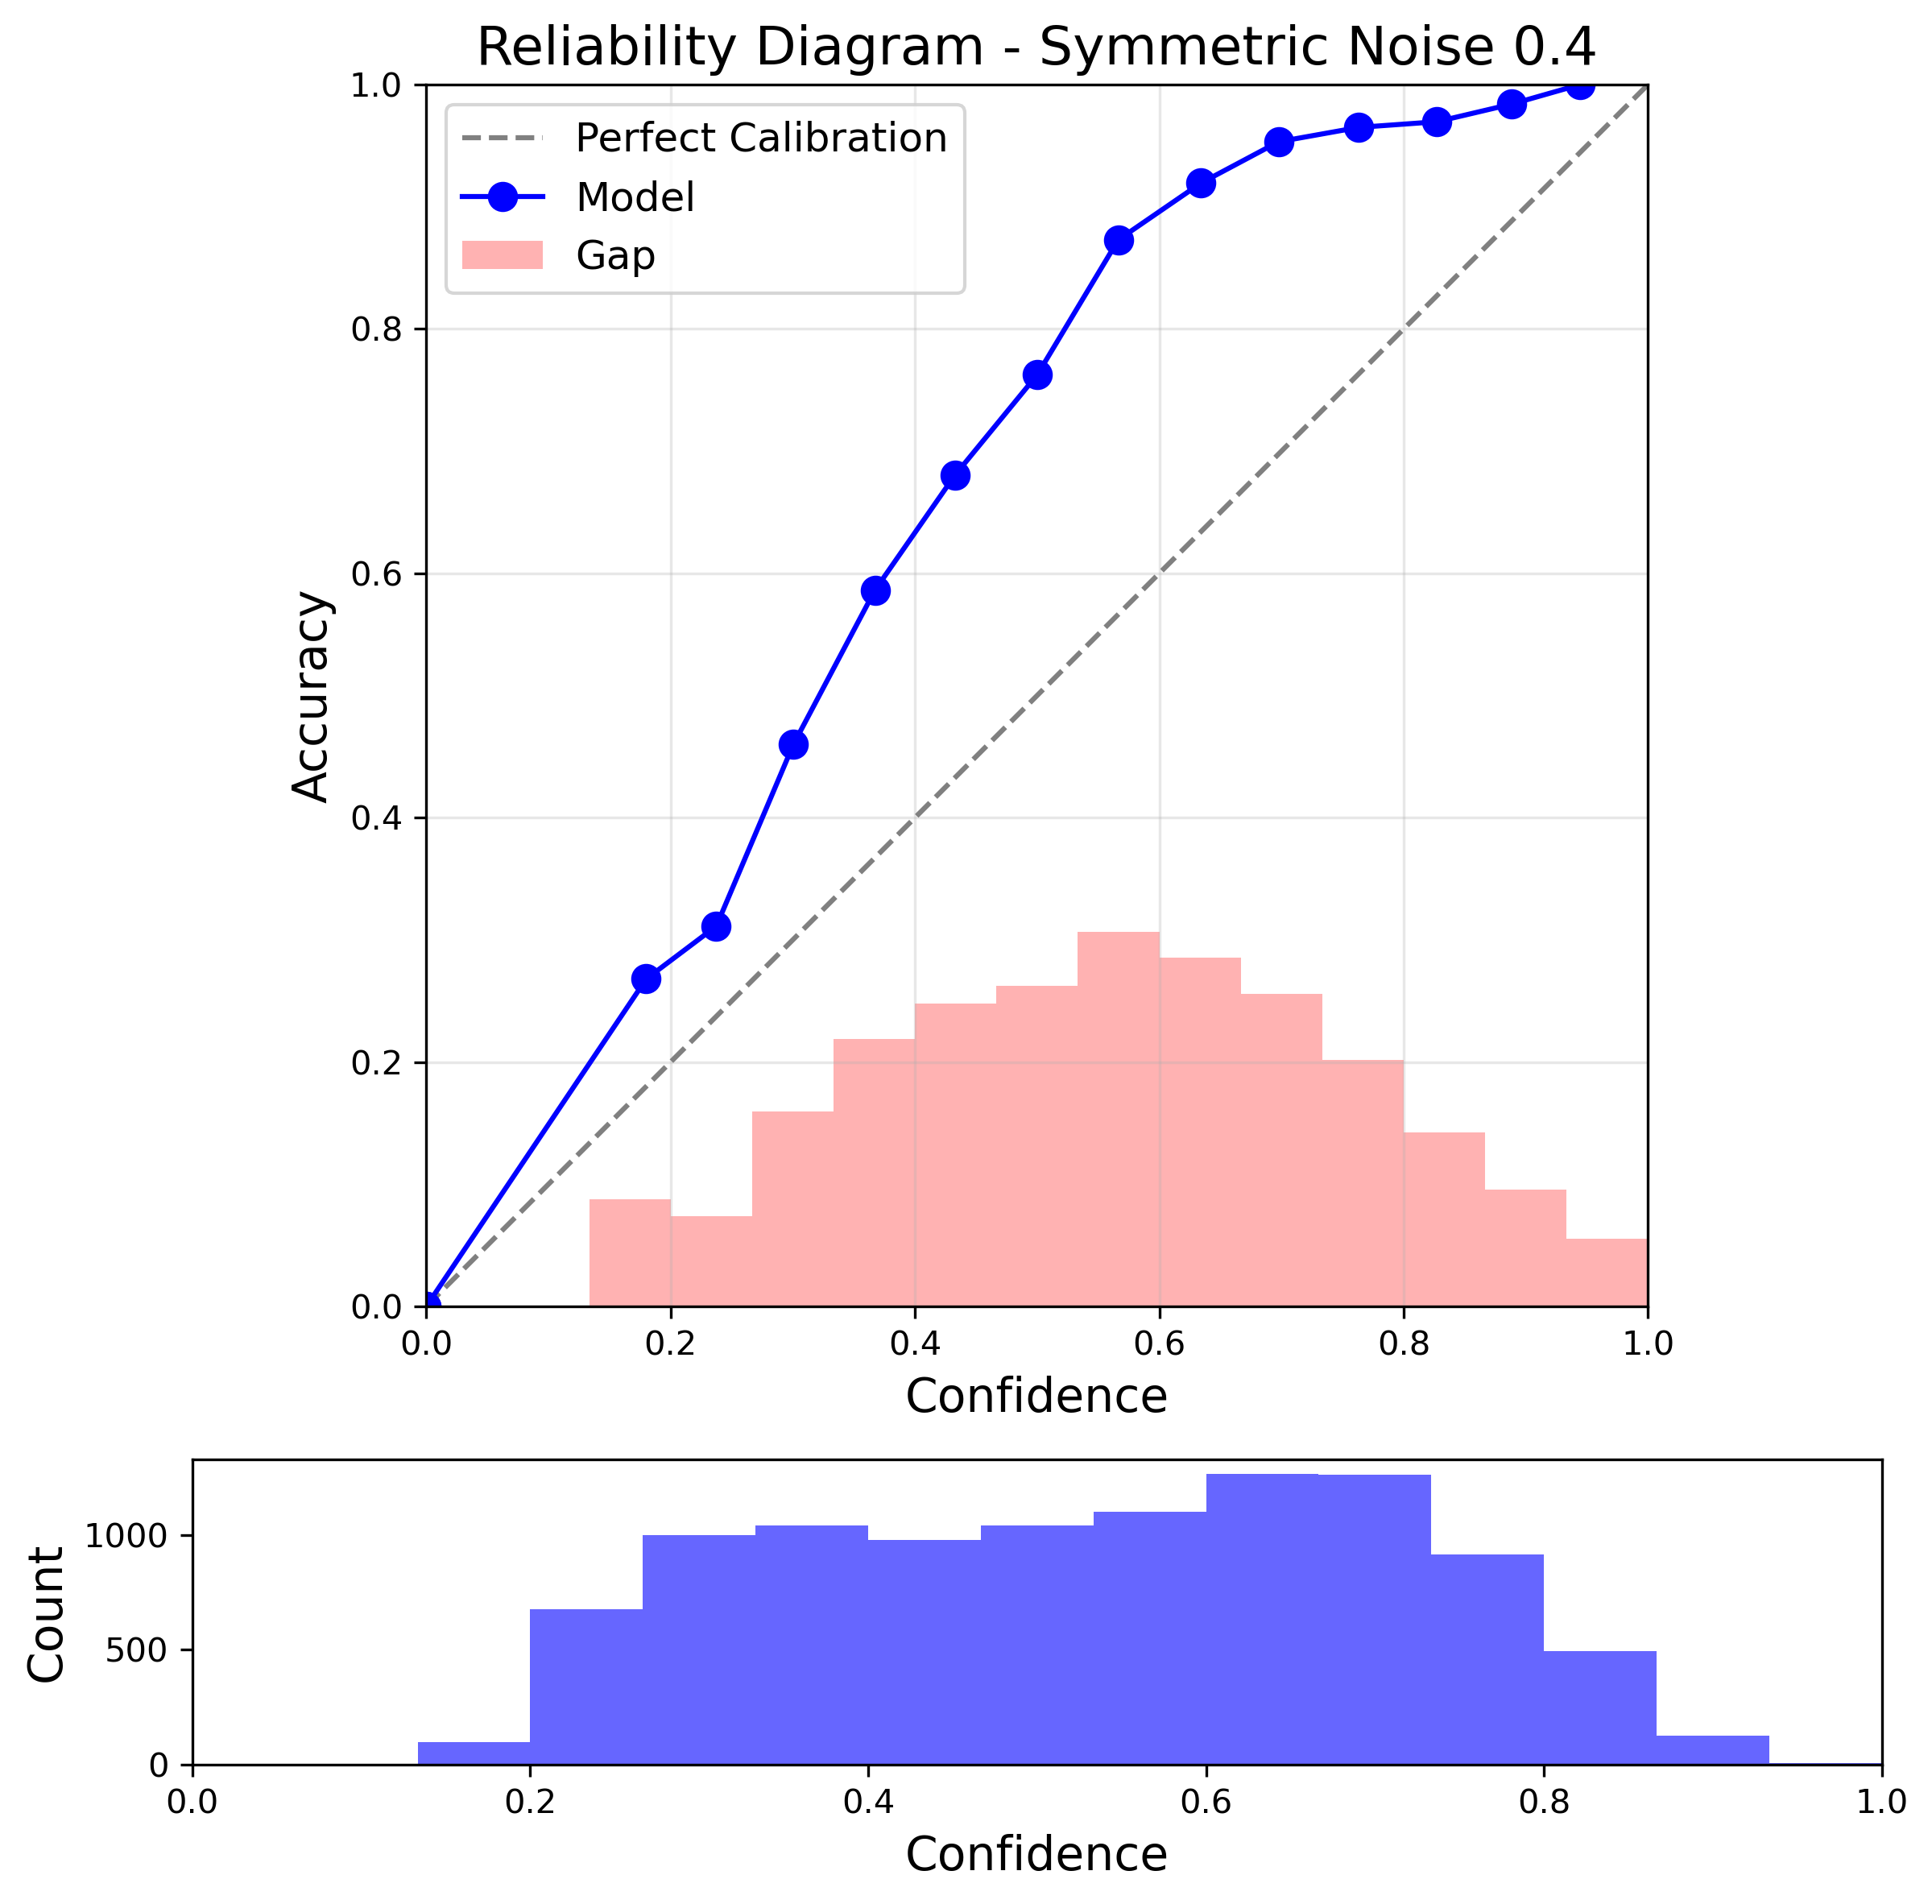 Reliability Diagram - Symmetric Noise 0.4
Perfect Calibration
Model
Gap
Accuracy
1.0
0.8
0.6
0.4
0.2
0.0
0.0 0.2 0.4 0.6 0.8 1.0
Confidence
Count
1000
500
0
0.0 0.2 0.4 0.6 0.8 1.0
Confidence